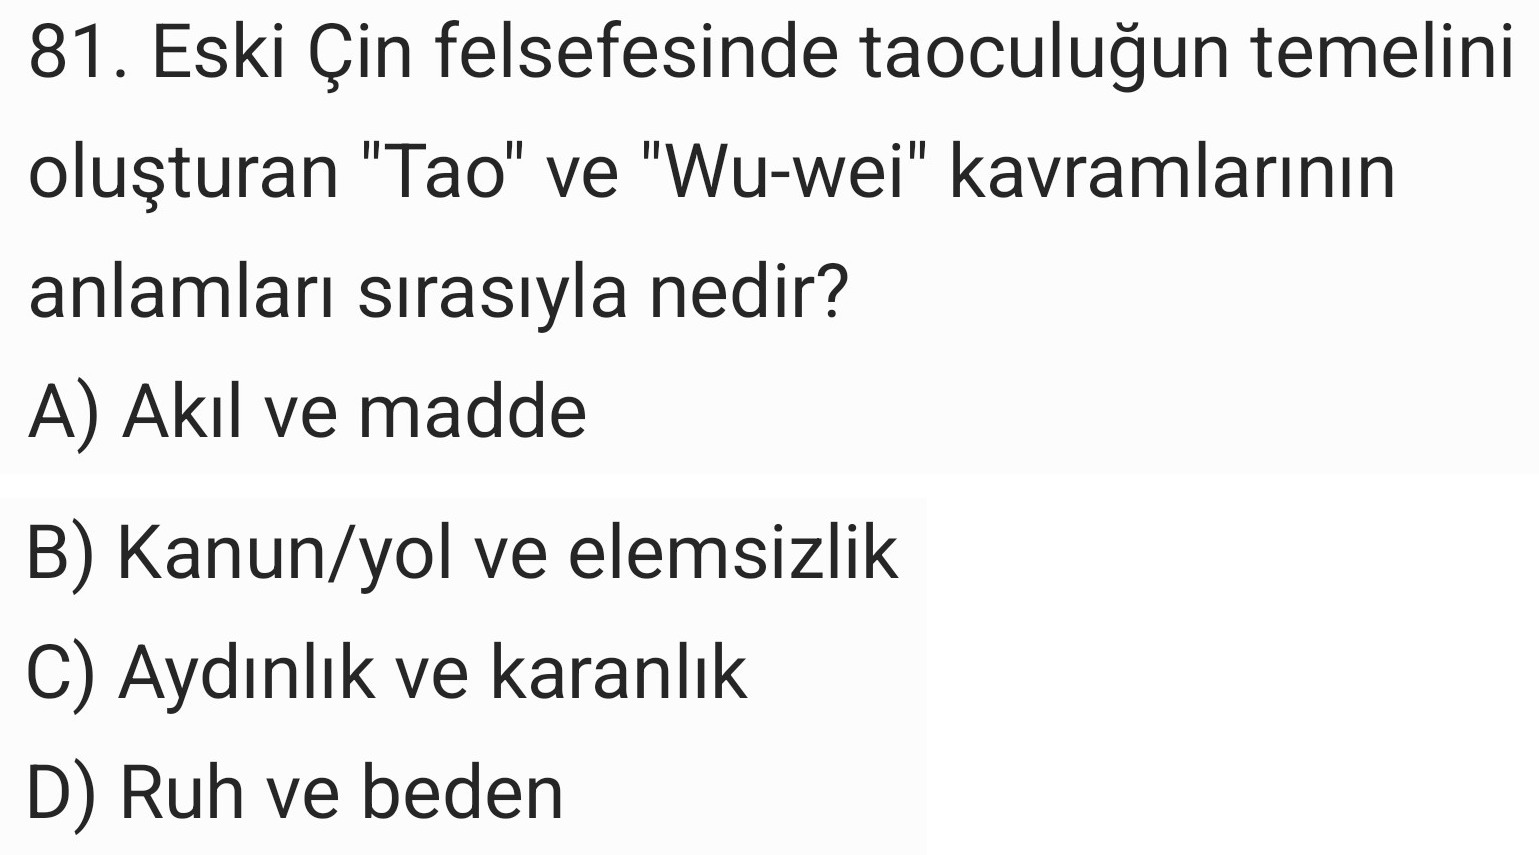 81. Eski Çin felsefesinde taoculuğun temelini
oluşturan "Tao" ve "Wu-wei" kavramlarının
anlamları sırasıyla nedir?
A) Akıl ve madde
B) Kanun/yol ve elemsizlik
C) Aydınlık ve karanlık
D) Ruh ve beden